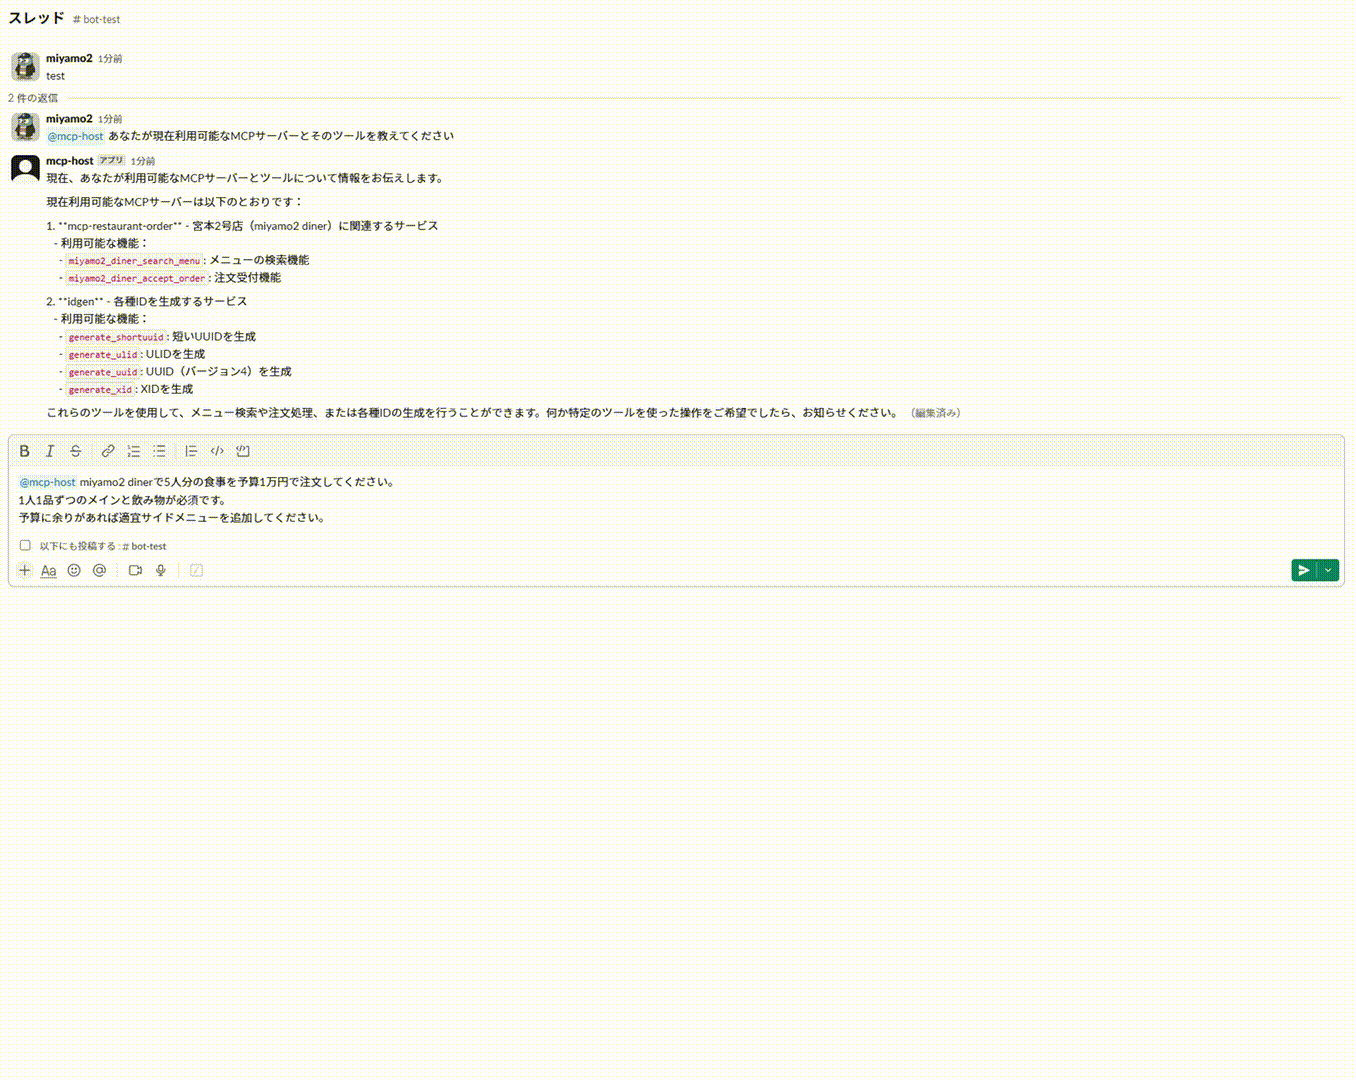 スレッド # bot-test
miyamo2 1分前
test
2 件の返信
miyamo2 1分前
@mcp-host あなたが現在利用可能なMCPサーバーとそのツールを教えてください
mcp-host アプリ 1分前
現在、あなたが利用可能なMCPサーバーとツールについて情報をお伝えします。
現在利用可能なMCPサーバーは以下のとおりです：
1. **mcp-restaurant-order** - 宮本2号店（miyamo2 diner）に関連するサービス
- 利用可能な機能：
- miyamo2_diner_search_menu: メニューの検索機能
- miyamo2_diner_accept_order: 注文受付機能
2. **idgen** - 各種IDを生成するサービス
- 利用可能な機能：
- generate_shortuuid: 短いUUIDを生成
- generate_ulid: ULIDを生成
- generate_uuid: UUID（バージョン4）を生成
- generate_xid: XIDを生成
これらのツールを使用して、メニュー検索や注文処理、または各種IDの生成を行うことができます。何か特定のツールを使った操作をご希望でしたら、お知らせください。（編集済み）
B I S
@mcp-host miyamo2 dinerで5人分の食事を予算1万円で注文してください。
1人1品ずつのメインと飲み物が必須です。
予算に余りがあれば適宜サイドメニューを追加してください。
以下にも投稿する : # bot-test
Aa